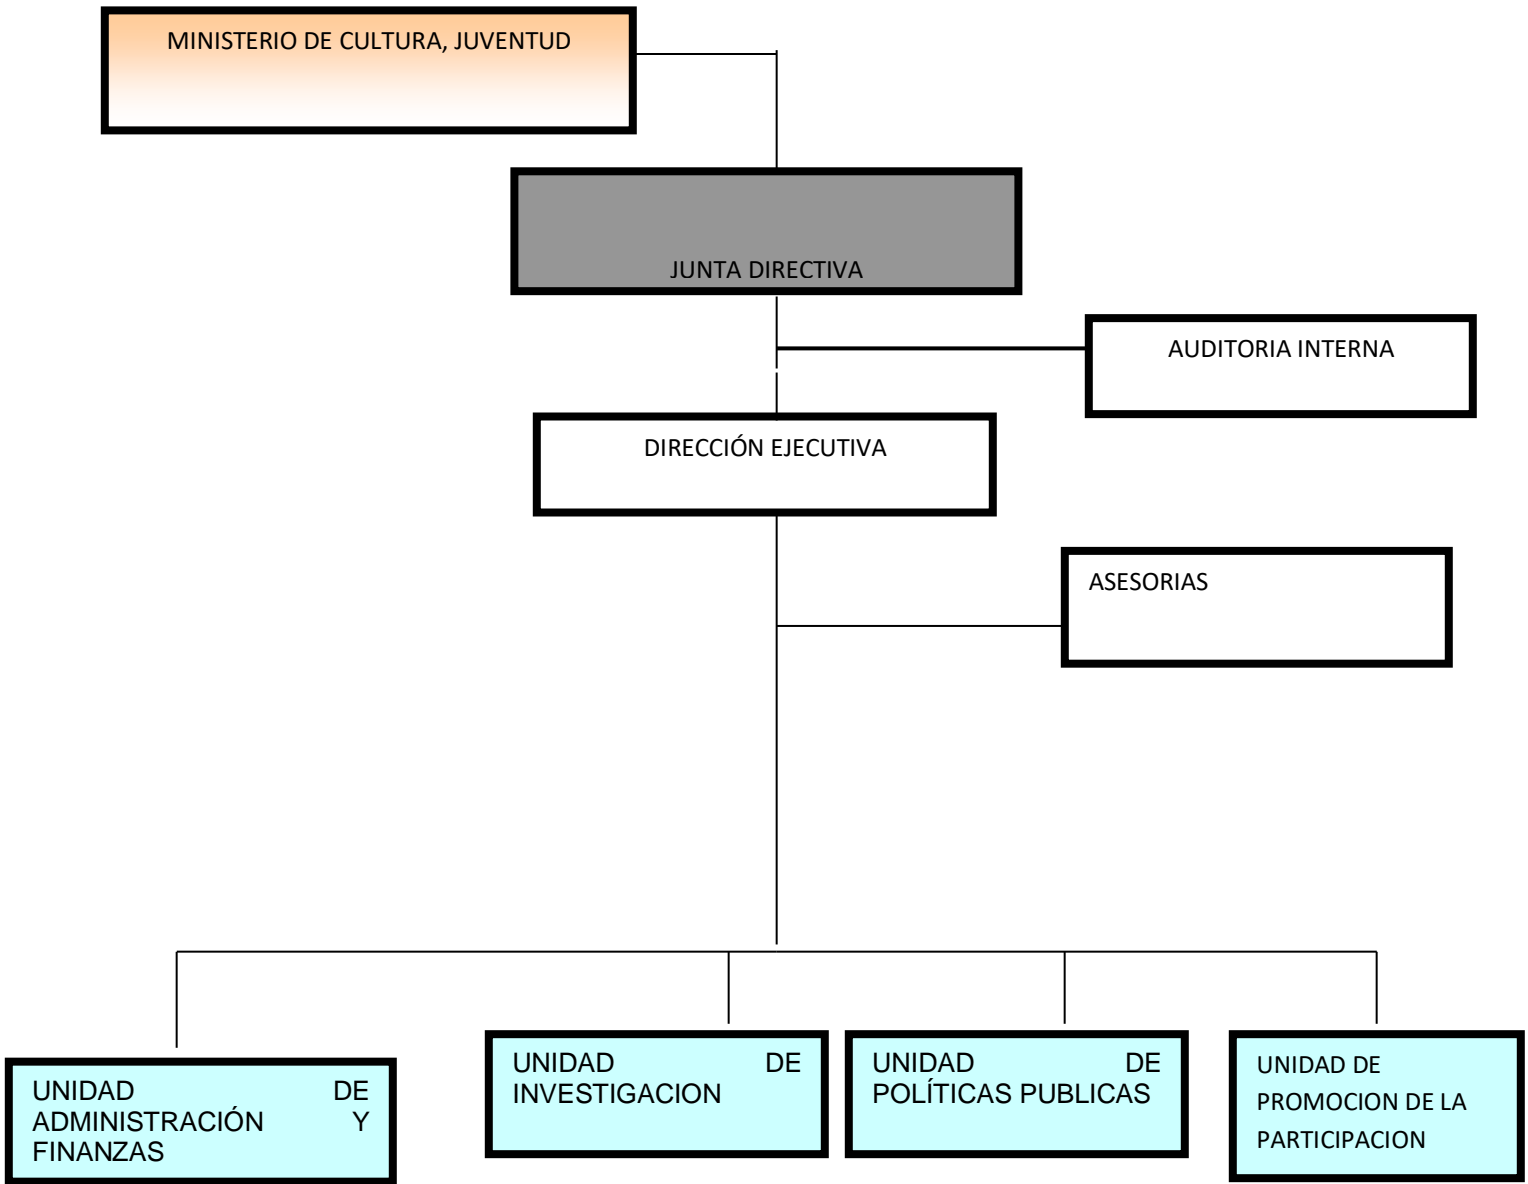 MINISTERIO DE CULTURA, JUVENTUD
JUNTA DIRECTIVA
AUDITORIA INTERNA
DIRECCIÓN EJECUTIVA
ASESORIAS
UNIDAD DE
ADMINISTRACIÓN Y
FINANZAS
UNIDAD DE
INVESTIGACION
UNIDAD DE
POLÍTICAS PUBLICAS
UNIDAD DE
PROMOCION DE LA
PARTICIPACION